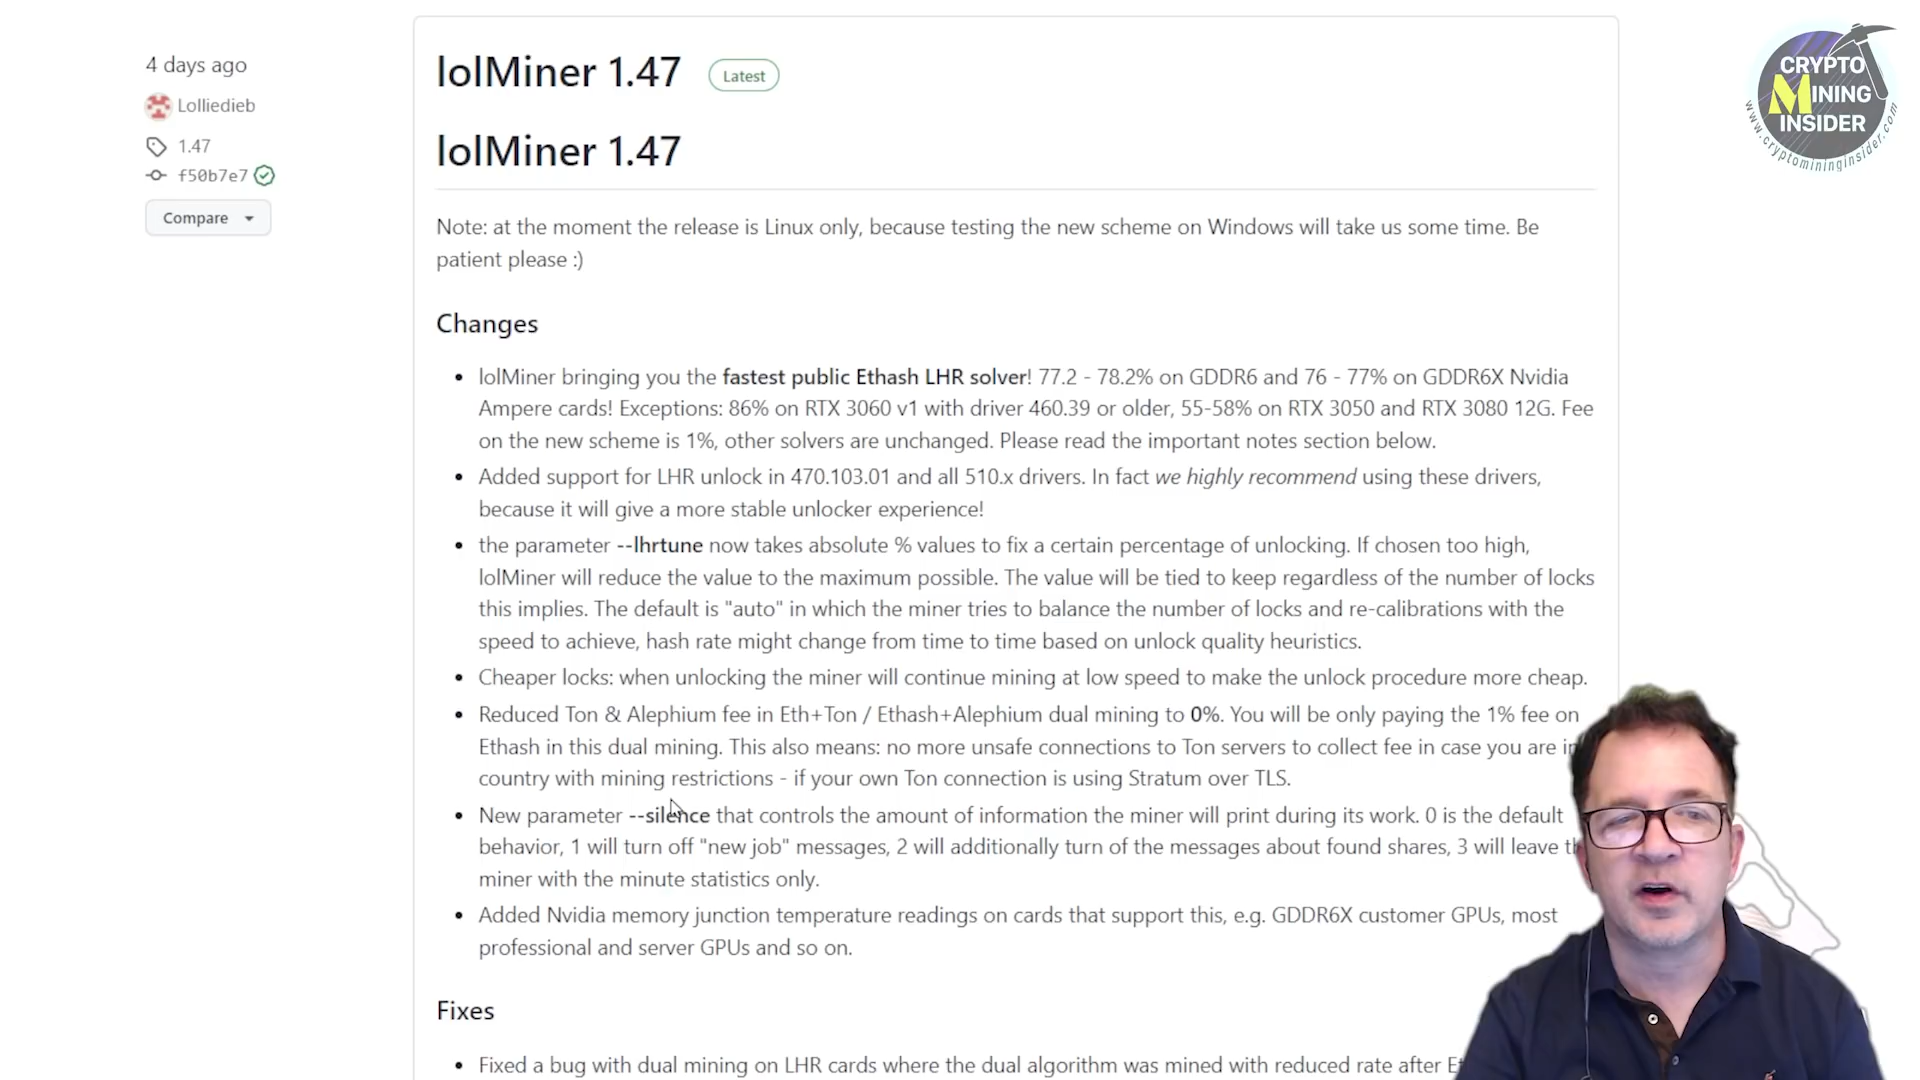 4 days ago
Lolliedieb
1.47
f50b7e7
Compare
lolMiner 1.47
Latest
lolMiner 1.47
Note: at the moment the release is Linux only, because testing the new scheme on Windows will take us some time. Be
patient please :)
Changes
lolMiner bringing you the fastest public Ethash LHR solver! 77.2 - 78.2% on GDDR6 and 76 - 77% on GDDR6X Nvidia
Ampere cards! Exceptions: 86% on RTX 3060 v1 with driver 460.39 or older, 55-58% on RTX 3050 and RTX 3080 12G. Fee
on the new scheme is 1%, other solvers are unchanged. Please read the important notes section below.
Added support for LHR unlock in 470.103.01 and all 510.x drivers. In fact we highly recommend using these drivers,
because it will give a more stable unlocker experience!
the parameter --lhrtune now takes absolute % values to fix a certain percentage of unlocking. If chosen too high,
lolMiner will reduce the value to the maximum possible. The value will be tied to keep regardless of the number of locks
this implies. The default is "auto" in which the miner tries to balance the number of locks and re-calibrations with the
speed to achieve, hash rate might change from time to time based on unlock quality heuristics.
Cheaper locks: when unlocking the miner will continue mining at low speed to make the unlock procedure more cheap.
Reduced Ton & Alephium fee in Eth+Ton / Ethash+Alephium dual mining to 0%. You will be only paying the 1% fee on
Ethash in this dual mining. This also means: no more unsafe connections to Ton servers to collect fee in case you are in
country with mining restrictions - if your own Ton connection is using Stratum over TLS.
New parameter --silence that controls the amount of information the miner will print during its work. 0 is the default
behavior, 1 will turn off "new job" messages, 2 will additionally turn of the messages about found shares, 3 will leave
miner with the minute statistics only.
Added Nvidia memory junction temperature readings on cards that support this, e.g. GDDR6X customer GPUs, most
professional and server GPUs and so on.
Fixes
Fixed a bug with dual mining on LHR cards where the dual algorithm was mined with reduced rate after
CRYPTO
MINING
INSIDER
www.cryptomininginsider.com